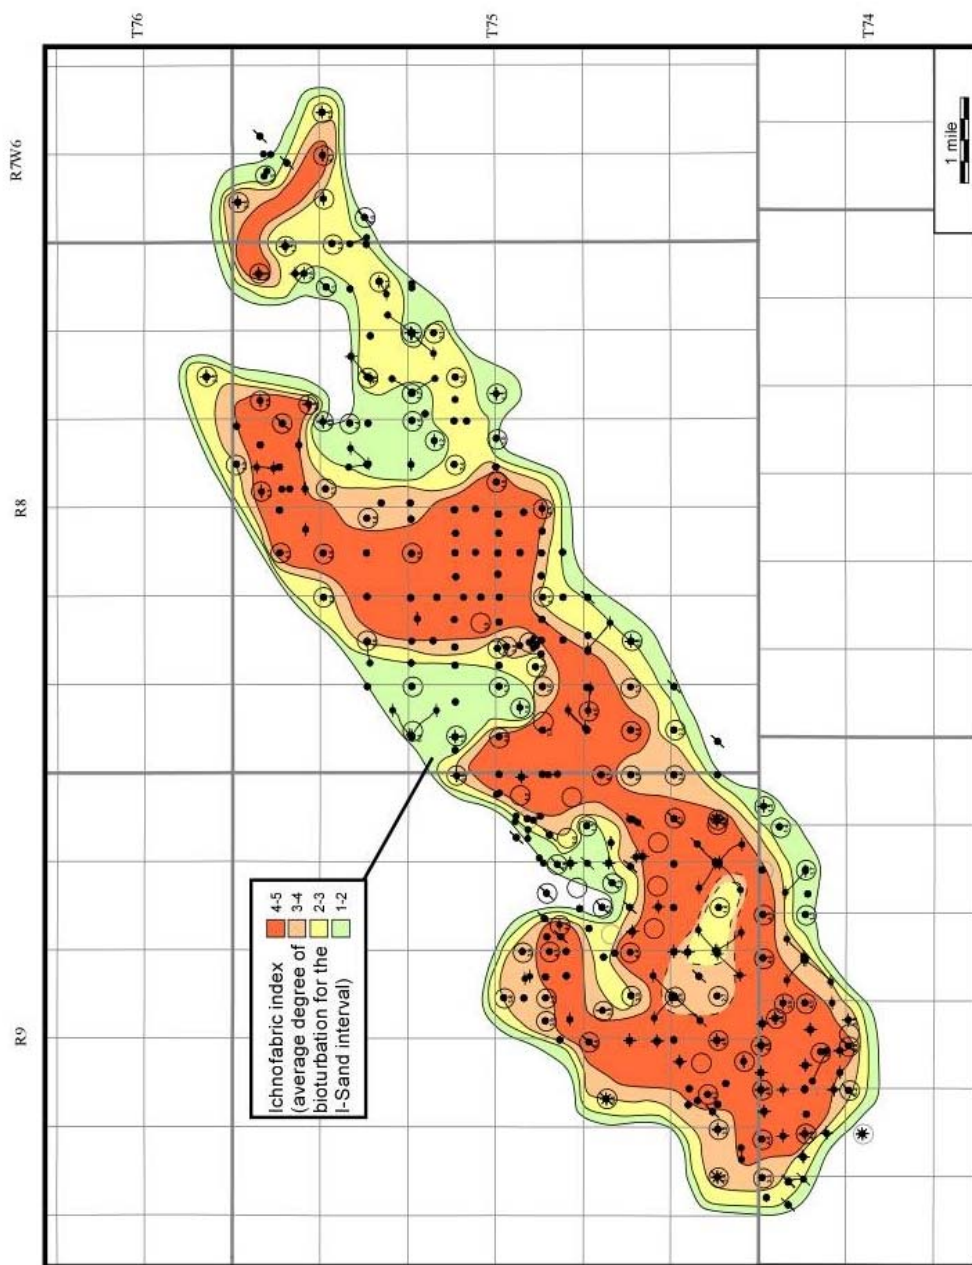 T76
T75
T74
R7W6
R8
R9
1 mile
Ichnofabric index
(average degree of
bioturbation for the
I-Sand interval)
4-5
3-4
2-3
1-2